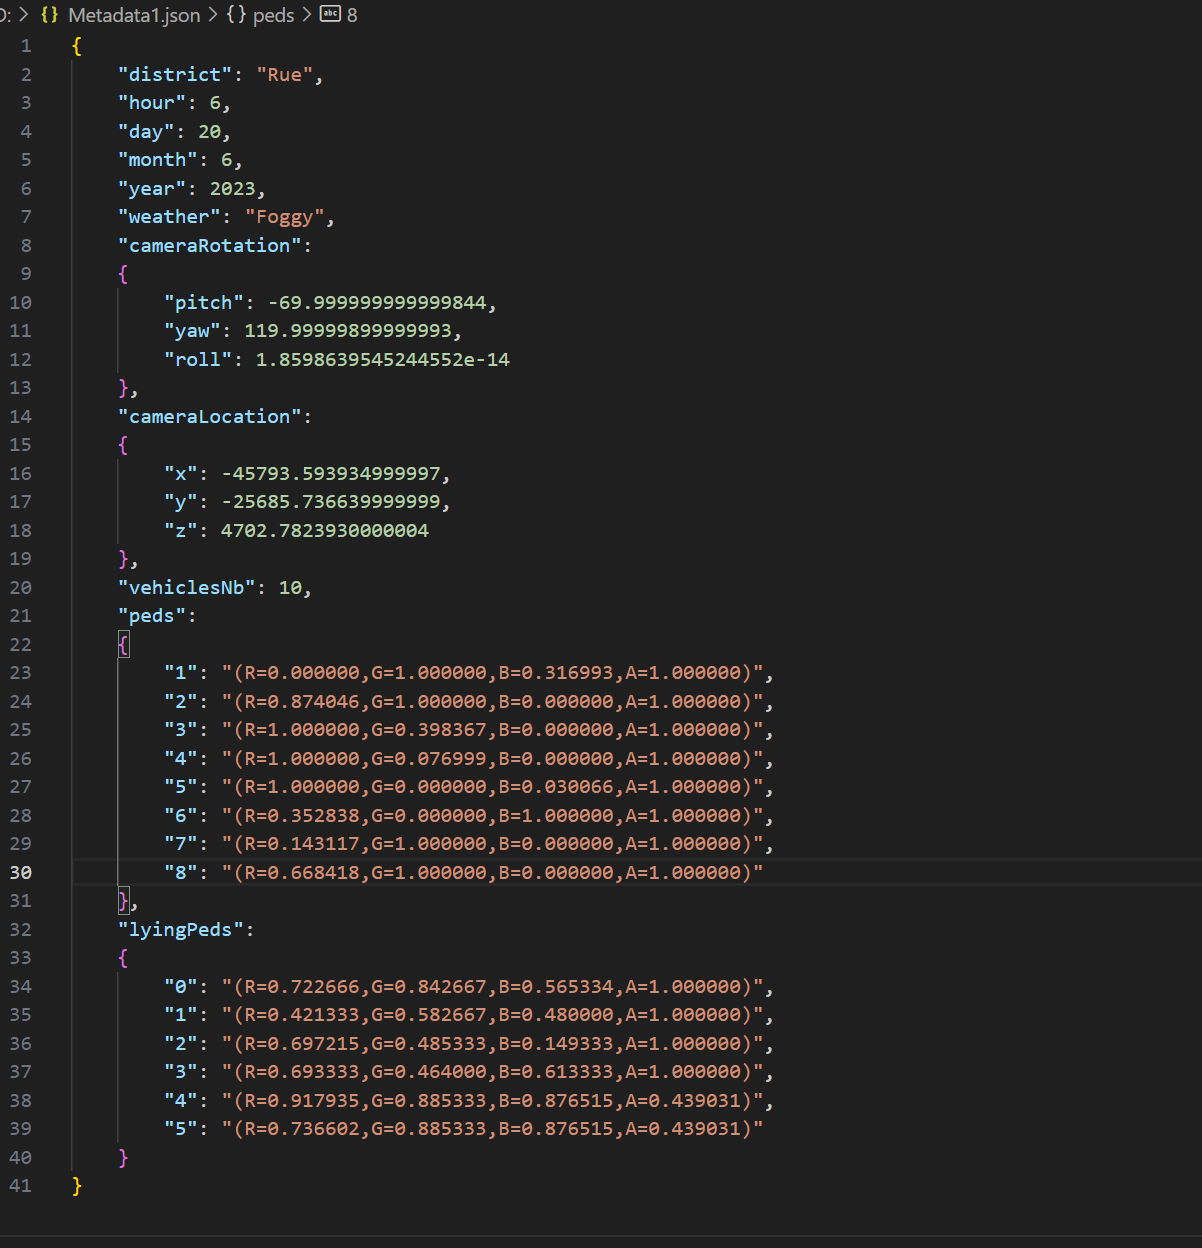 D: > {} Metadata1.json > {} peds > abc 8
1 {
2 "district": "Rue",
3 "hour": 6,
4 "day": 20,
5 "month": 6,
6 "year": 2023,
7 "weather": "Foggy",
8 "cameraRotation":
9 {
10 "pitch": -69.999999999999844,
11 "yaw": 119.99999899999993,
12 "roll": 1.8598639545244552e-14
13 },
14 "cameraLocation":
15 {
16 "x": -45793.593934999997,
17 "y": -25685.736639999999,
18 "z": 4702.7823930000004
19 },
20 "vehiclesNb": 10,
21 "peds":
22 {
23 "1": "(R=0.000000,G=1.000000,B=0.316993,A=1.000000)",
24 "2": "(R=0.874046,G=1.000000,B=0.000000,A=1.000000)",
25 "3": "(R=1.000000,G=0.398367,B=0.000000,A=1.000000)",
26 "4": "(R=1.000000,G=0.076999,B=0.000000,A=1.000000)",
27 "5": "(R=1.000000,G=0.000000,B=0.030066,A=1.000000)",
28 "6": "(R=0.352838,G=0.000000,B=1.000000,A=1.000000)",
29 "7": "(R=0.143117,G=1.000000,B=0.000000,A=1.000000)",
30 "8": "(R=0.668418,G=1.000000,B=0.000000,A=1.000000)"
31 },
32 "lyingPeds":
33 {
34 "0": "(R=0.722666,G=0.842667,B=0.565334,A=1.000000)",
35 "1": "(R=0.421333,G=0.582667,B=0.480000,A=1.000000)",
36 "2": "(R=0.697215,G=0.485333,B=0.149333,A=1.000000)",
37 "3": "(R=0.693333,G=0.464000,B=0.613333,A=1.000000)",
38 "4": "(R=0.917935,G=0.885333,B=0.876515,A=0.439031)",
39 "5": "(R=0.736602,G=0.885333,B=0.876515,A=0.439031)"
40 }
41 }